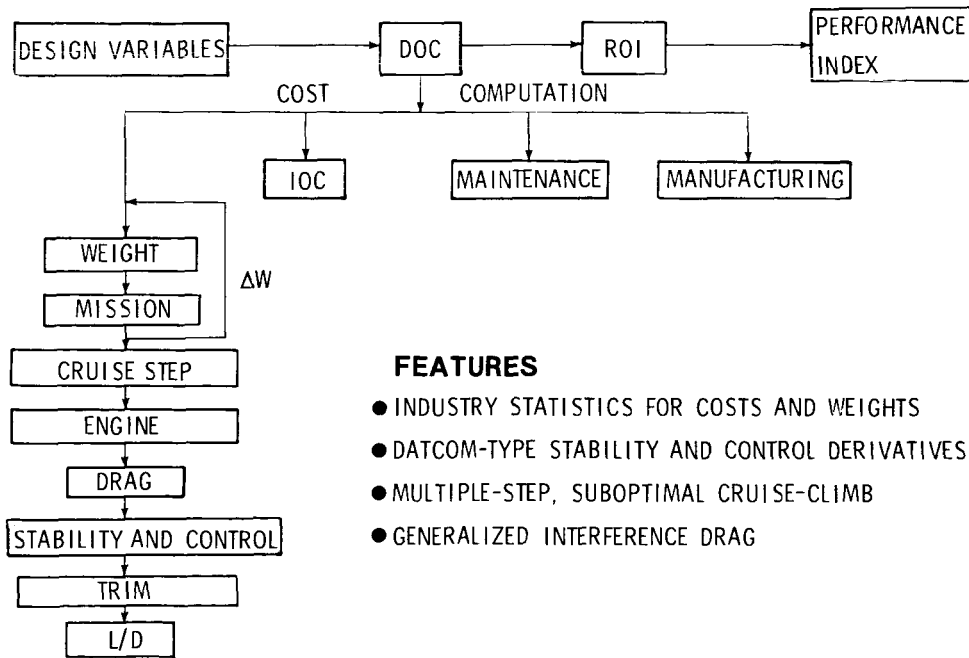 DESIGN VARIABLES
DOC
ROI
PERFORMANCE
INDEX
COST COMPUTATION
IOC
MAINTENANCE
MANUFACTURING
WEIGHT
ΔW
MISSION
CRUISE STEP
ENGINE
DRAG
STABILITY AND CONTROL
TRIM
L/D
FEATURES
● INDUSTRY STATISTICS FOR COSTS AND WEIGHTS
● DATCOM-TYPE STABILITY AND CONTROL DERIVATIVES
● MULTIPLE-STEP, SUBOPTIMAL CRUISE-CLIMB
● GENERALIZED INTERFERENCE DRAG